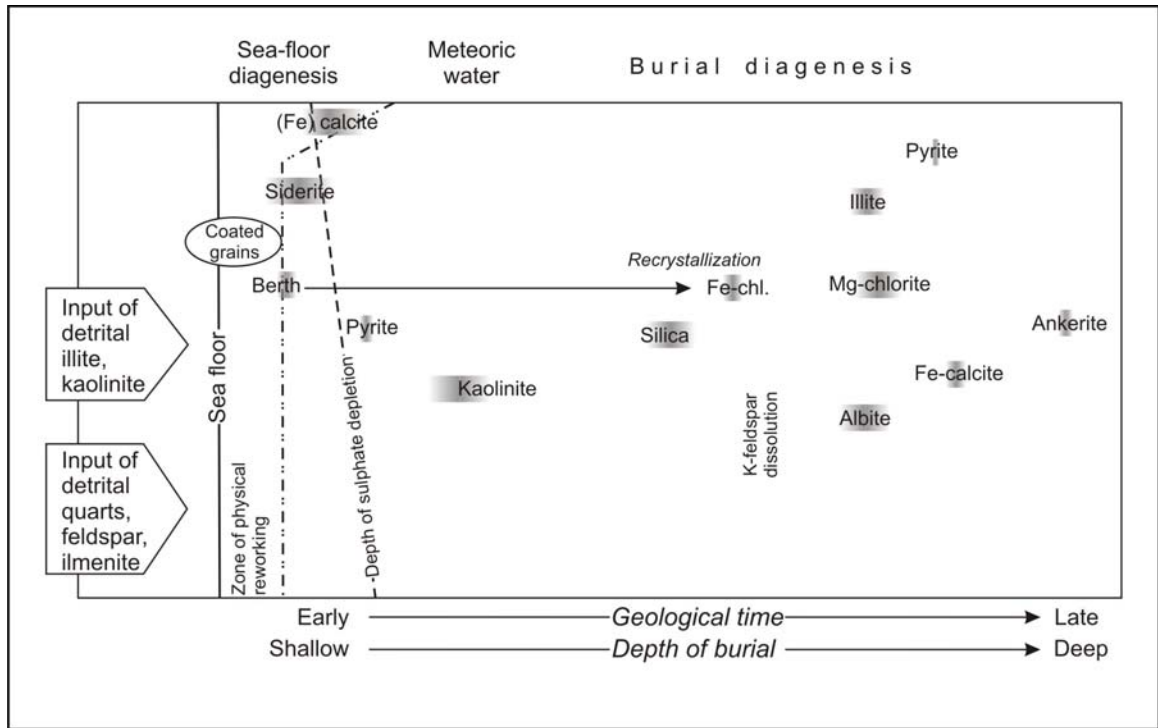 Sea-floor
diagenesis
Meteoric
water
Burial diagenesis
(Fe) calcite
Pyrite
Siderite
Illite
Coated
grains
Recrystallization
Berth
Fe-chl.
Mg-chlorite
Input of
detrital
illite,
kaolinite
Pyrite
Silica
Ankerite
Kaolinite
Fe-calcite
Albite
Sea floor
Depth of sulphate depletion
K-feldspar
dissolution
Input of
detrital
quarts,
feldspar,
ilmenite
Zone of physical
reworking
Early Geological time Late
Shallow Depth of burial Deep